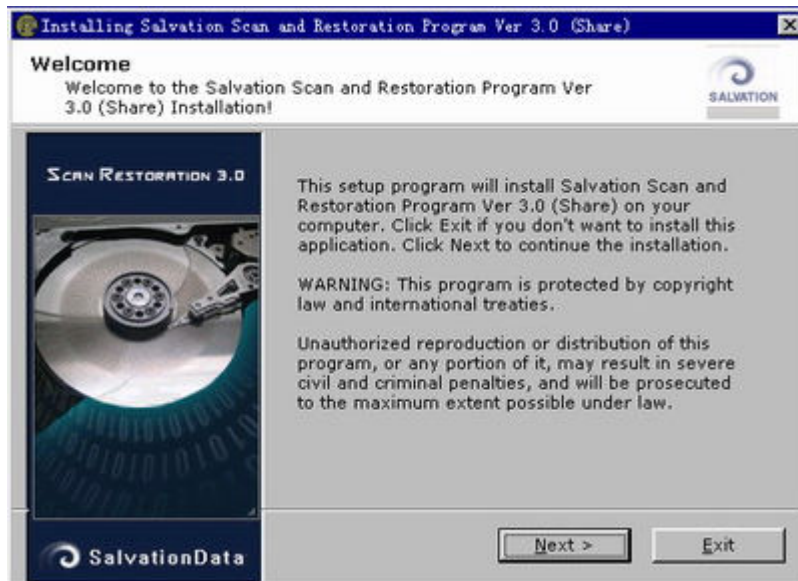 Installing Salvation Scan and Restoration Program Ver 3.0 (Share)
Welcome
Welcome to the Salvation Scan and Restoration Program Ver
3.0 (Share) Installation!
SALVATION
SCAN RESTORATION 3.0
This setup program will install Salvation Scan and
Restoration Program Ver 3.0 (Share) on your
computer. Click Exit if you don't want to install this
application. Click Next to continue the installation.
WARNING: This program is protected by copyright
law and international treaties.
Unauthorized reproduction or distribution of this
program, or any portion of it, may result in severe
civil and criminal penalties, and will be prosecuted
to the maximum extent possible under law.
SalvationData
Next >
Exit